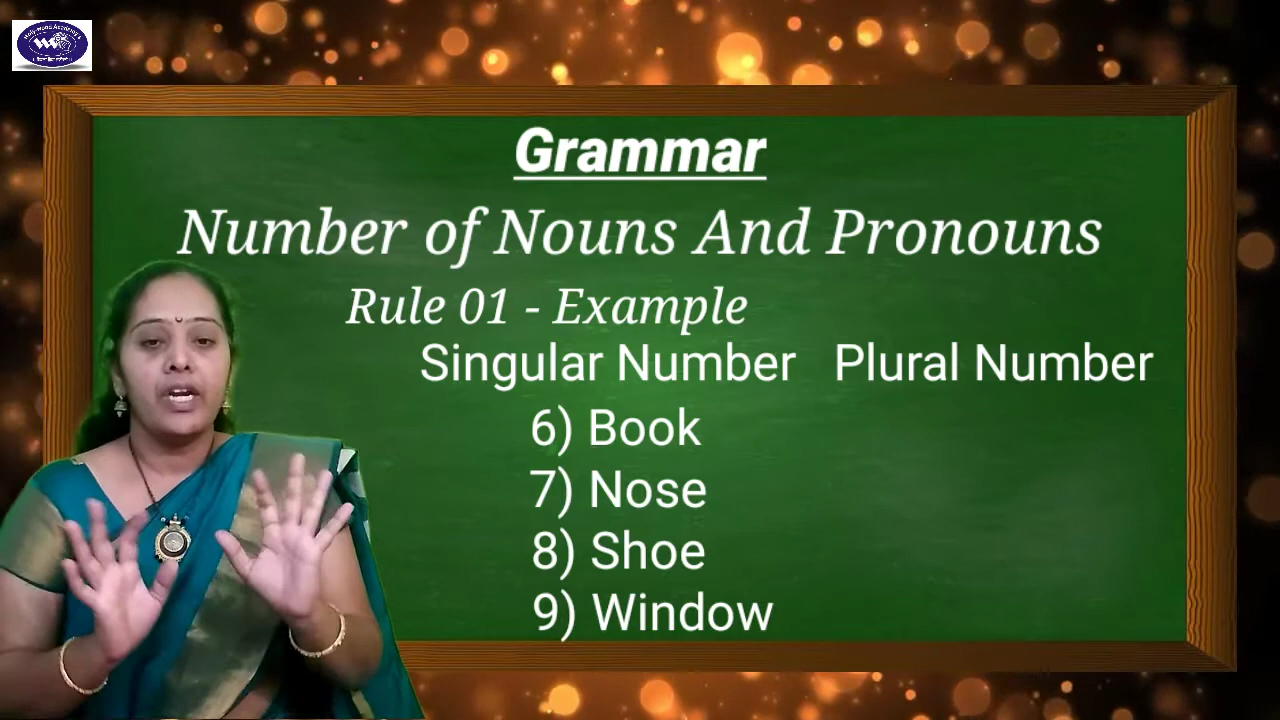 Grammar
Number of Nouns And Pronouns
Rule 01 - Example
Singular Number Plural Number
6) Book
7) Nose
8) Shoe
9) Window